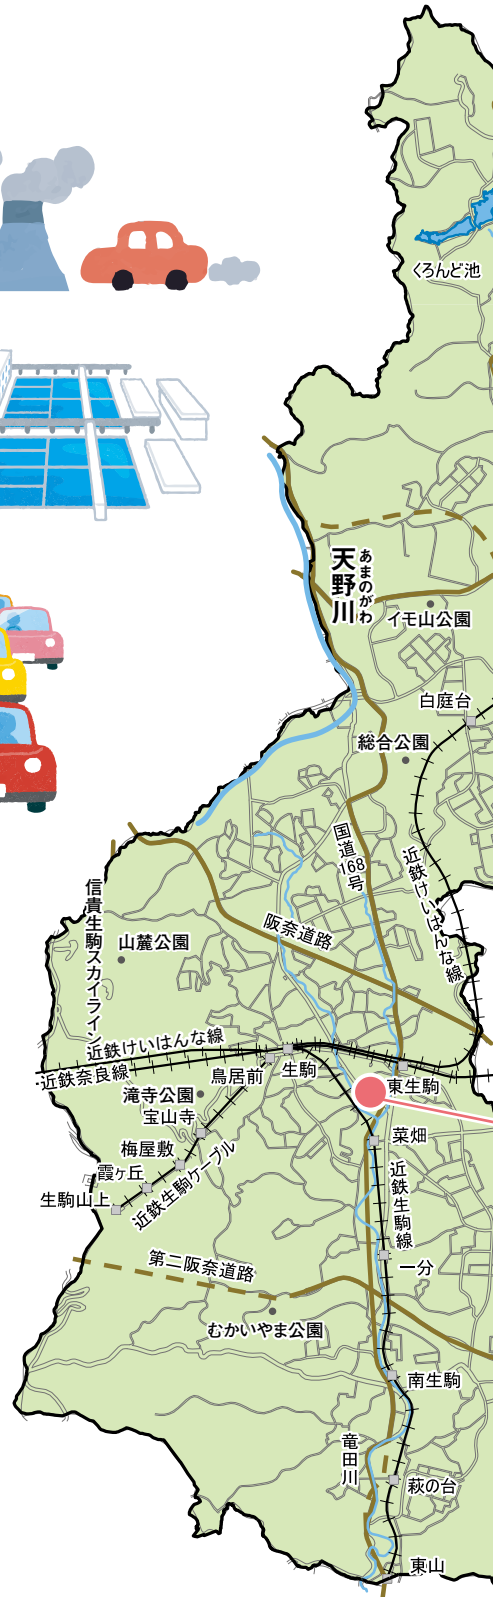 くろんど池
天野川
あまのがわ
イモ山公園
白庭台
総合公園
国道168号
近鉄けいはんな線
信貴生駒スカイライン
阪奈道路
山麓公園
近鉄けいはんな線
近鉄奈良線
鳥居前
生駒
東生駒
滝寺公園
宝山寺
菜畑
梅屋敷
霞ヶ丘
生駒山上
近鉄生駒ケーブル
近鉄生駒線
一分
第二阪奈道路
むかいやま公園
南生駒
竜田川
萩の台
東山